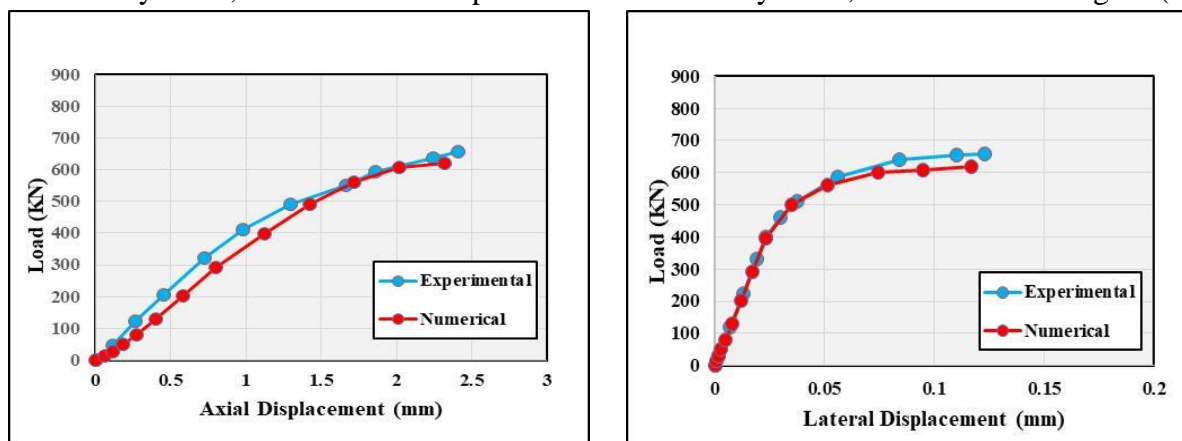 900
800
700
600
500
400
300
200
100
0
Load (KN)
Experimental
Numerical
0 0.5 1 1.5 2 2.5 3
Axial Displacement (mm)
900
800
700
600
500
400
300
200
100
0
Load (KN)
Experimental
Numerical
0 0.05 0.1 0.15 0.2
Lateral Displacement (mm)